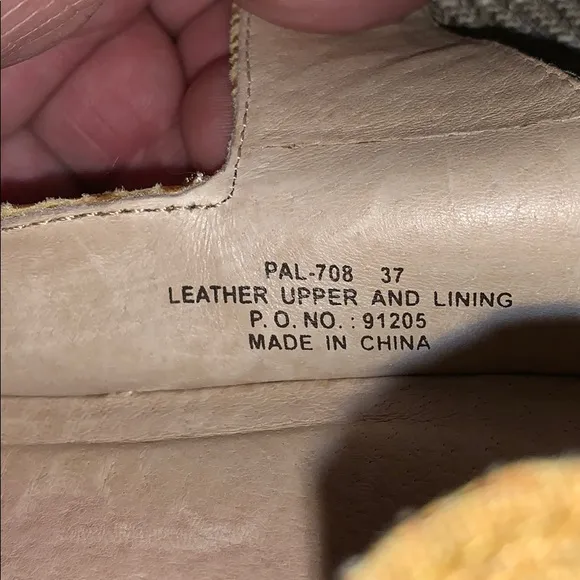 PAL-708 37
LEATHER UPPER AND LINING
P.O.NO.:91205
MADE IN CHINA